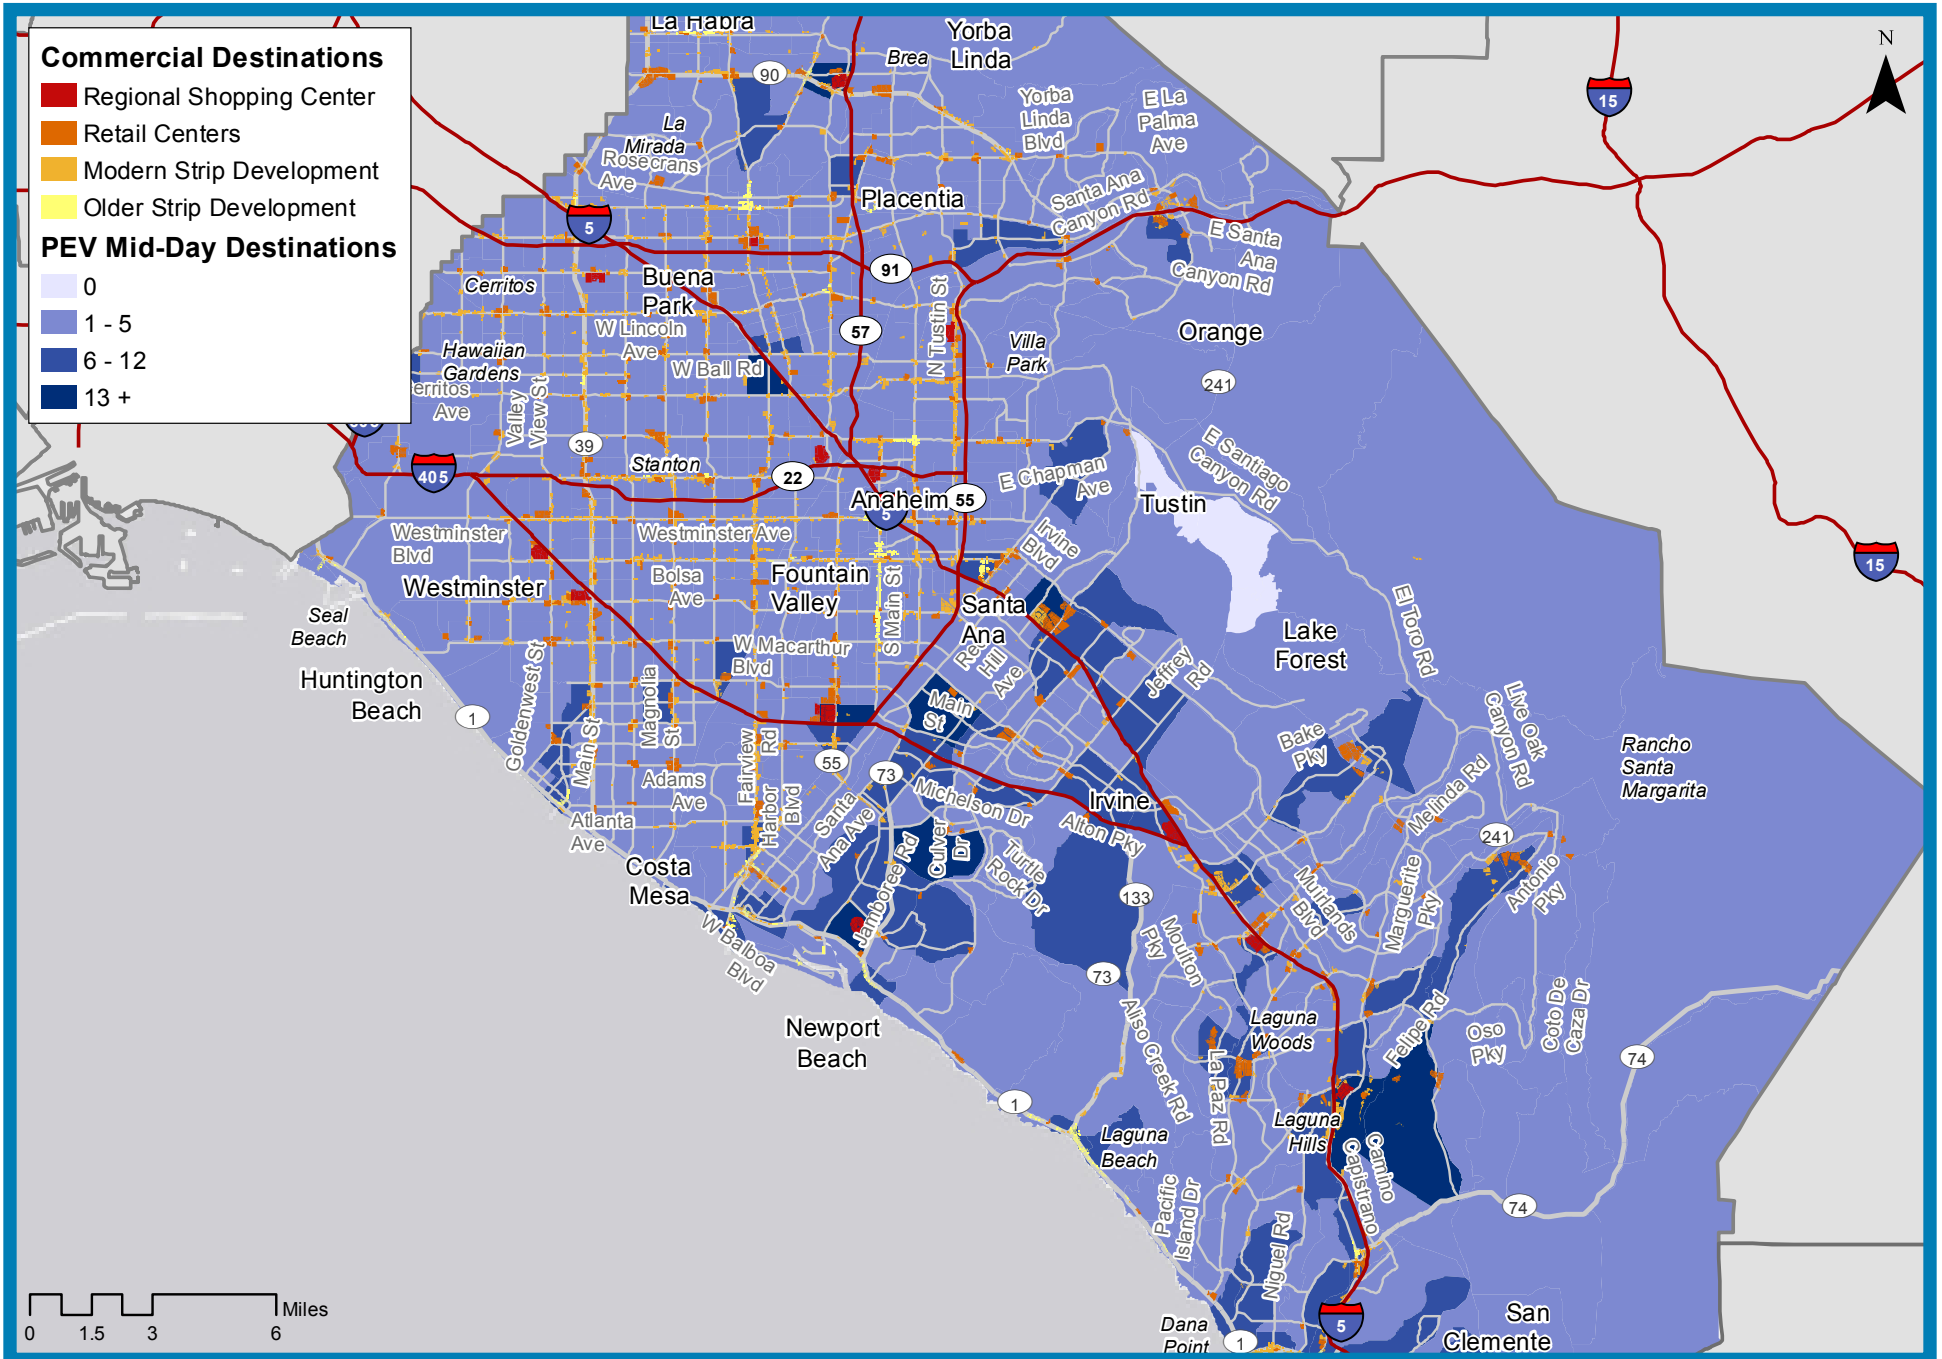 Commercial Destinations
Regional Shopping Center
Retail Centers
Modern Strip Development
Older Strip Development
PEV Mid-Day Destinations
0
1 - 5
6 - 12
13 +
La Habra
Yorba
Linda
Brea
90
N
15
Yorba
Linda
Blvd
E La
Palma
Ave
La
Mirada
Rosecrans
Ave
Placentia
Santa Ana
Canyon Rd
5
E Santa
Ana
Canyon Rd
91
Buena
Park
Cerritos
N Tustin St
57
W Lincoln
Ave
Villa
Park
Orange
Hawaiian
Gardens
W Ball Rd
241
erritos
Ave
Valley
View St
39
Stanton
405
22
E Chapman
Ave
E Santiago
Canyon Rd
Anaheim
55
5
Tustin
Westminster
Blvd
Westminster Ave
Irvine
Blvd
15
Westminster
Bolsa
Ave
Fountain
Valley
S Main St
Santa
Ana
Seal
Beach
El Toro Rd
Lake
Forest
W Macarthur
Blvd
Red
Hill
Ave
Jeffrey
Rd
Huntington
Beach
1
Goldenwest St
Main St
Magnolia
St
Main
St
Live Oak
Canyon Rd
Bake
Pky
Rancho
Santa
Margarita
Fairview
Rd
55
73
Adams
Ave
Harbor
Blvd
Michelson Dr
Irvine
Melinda Rd
Atlanta
Ave
Santa
Ana Ave
Alton Pky
241
Culver
Dr
Jamboree Rd
Turtle
Rock Dr
Costa
Mesa
133
Muirlands
Blvd
Marguerite
Pky
Antonio
Pky
W Balboa
Blvd
Moulton
Pky
73
Newport
Beach
Laguna
Woods
Felipe Rd
Oso
Pky
Coto De
Caza Dr
Aliso Creek Rd
La Paz Rd
74
1
Laguna
Beach
Laguna
Hills
Camino
Capistrano
Pacific
Island Dr
74
Niguel Rd
Miles
0
1.5
3
6
Dana
Point
1
5
San
Clemente